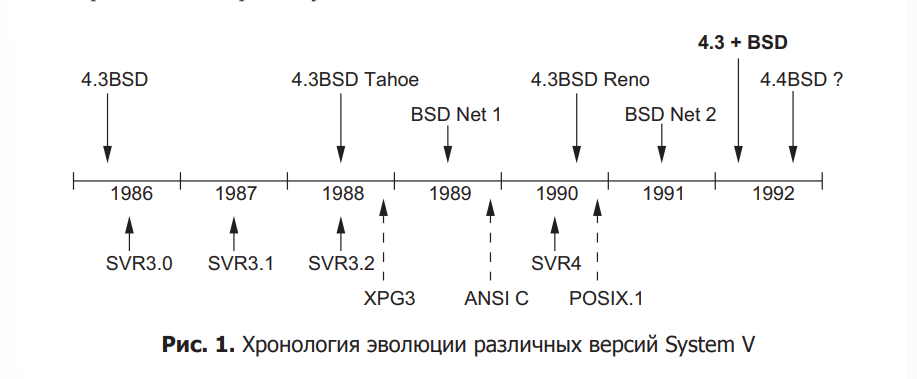 4.3 + BSD
4.3BSD 4.3BSD Tahoe 4.3BSD Reno 4.4BSD ?
BSD Net 1 BSD Net 2
1986 1987 1988 1989 1990 1991 1992
SVR3.0 SVR3.1 SVR3.2 SVR4
XPG3 ANSI C POSIX.1
Рис. 1. Хронология эволюции различных версий System V